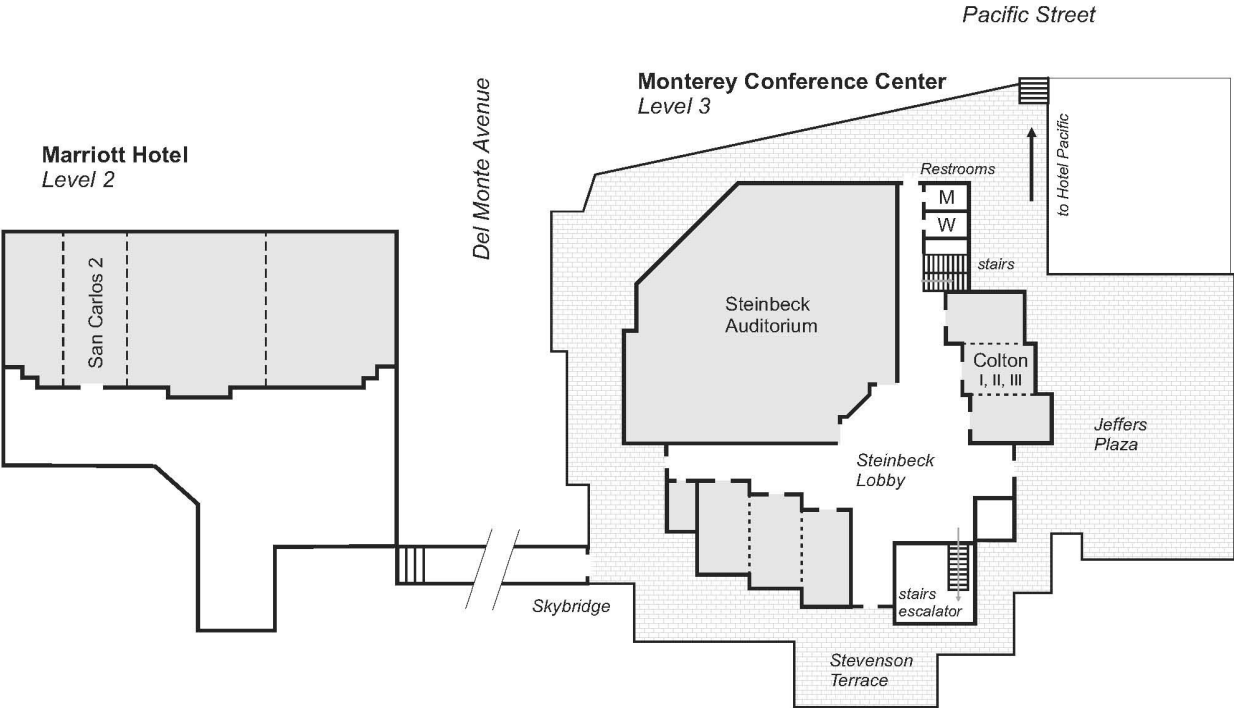 Pacific Street
Monterey Conference Center
Level 3
Del Monte Avenue
Marriott Hotel
Level 2
to Hotel Pacific
Restrooms
M
W
stairs
San Carlos 2
Steinbeck
Auditorium
Colton
I, II, III
Jeffers
Plaza
Steinbeck
Lobby
Skybridge
stairs
escalator
Stevenson
Terrace